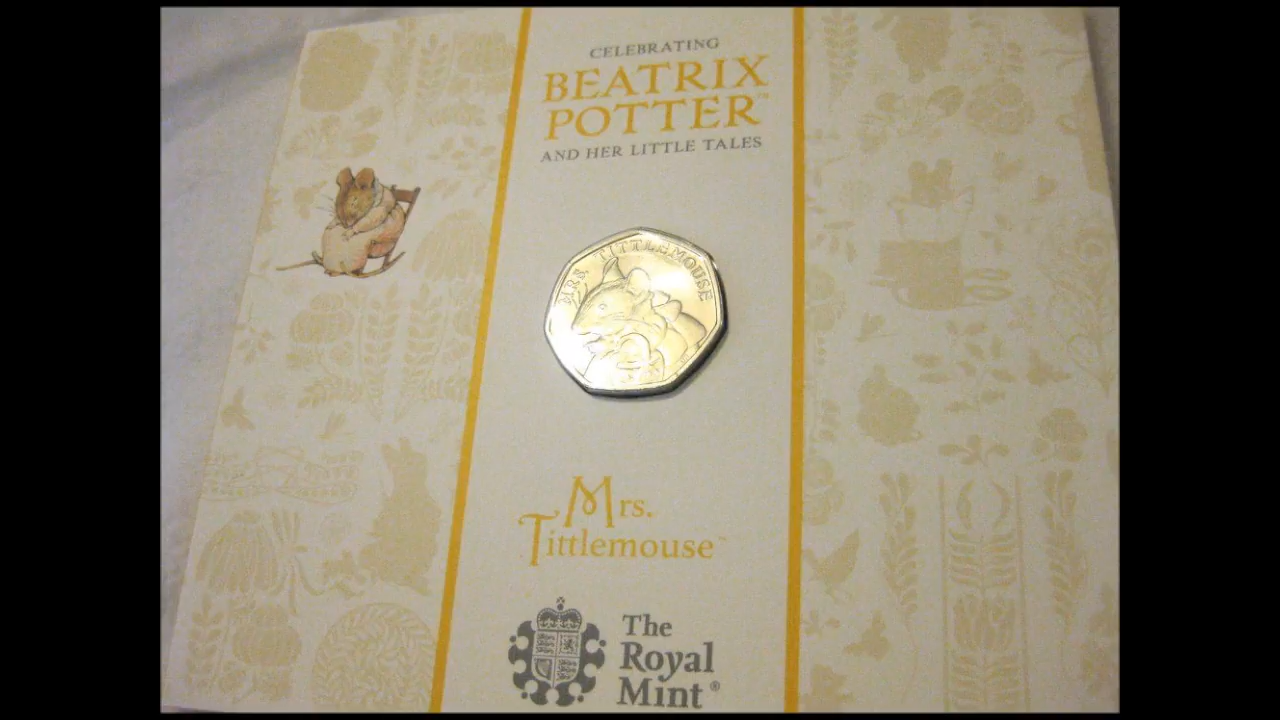 CELEBRATING
BEATRIX
POTTER™
AND HER LITTLE TALES
MRS. TITTLEMOUSE
Mrs.
Tittlemouse™
The
Royal
Mint®